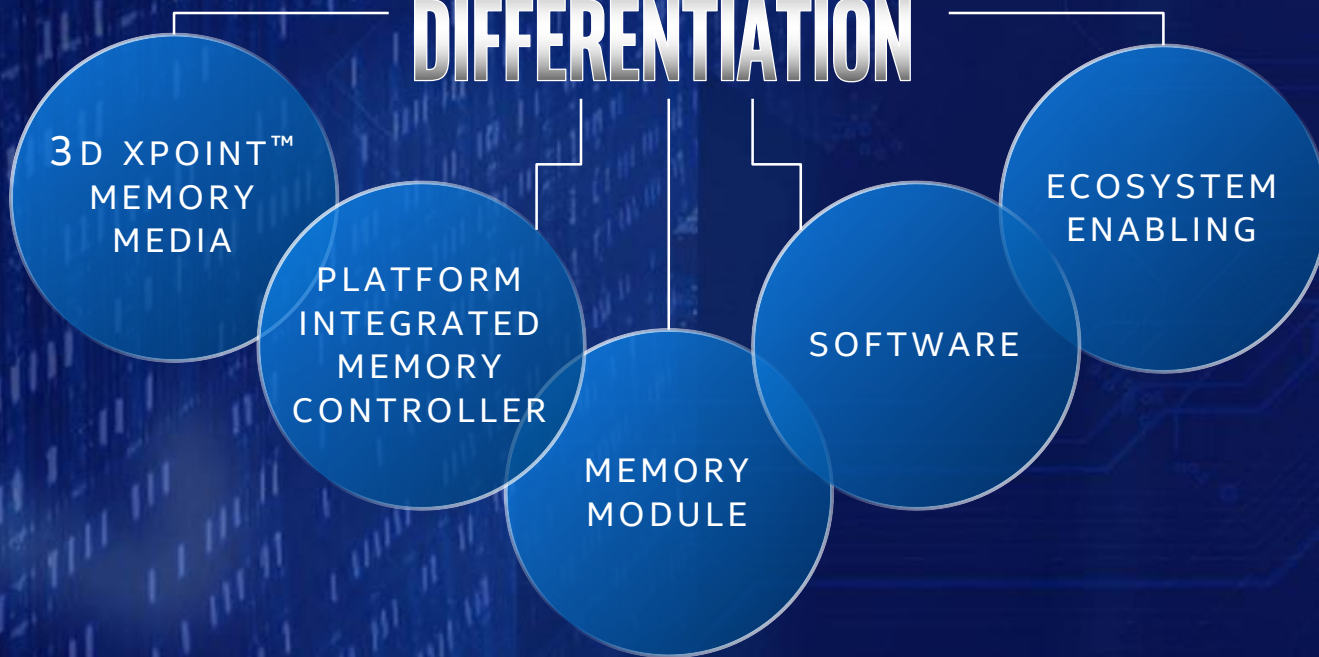 DIFFERENTIATION
3D XPOINT™
MEMORY
MEDIA
PLATFORM
INTEGRATED
MEMORY
CONTROLLER
MEMORY
MODULE
SOFTWARE
ECOSYSTEM
ENABLING